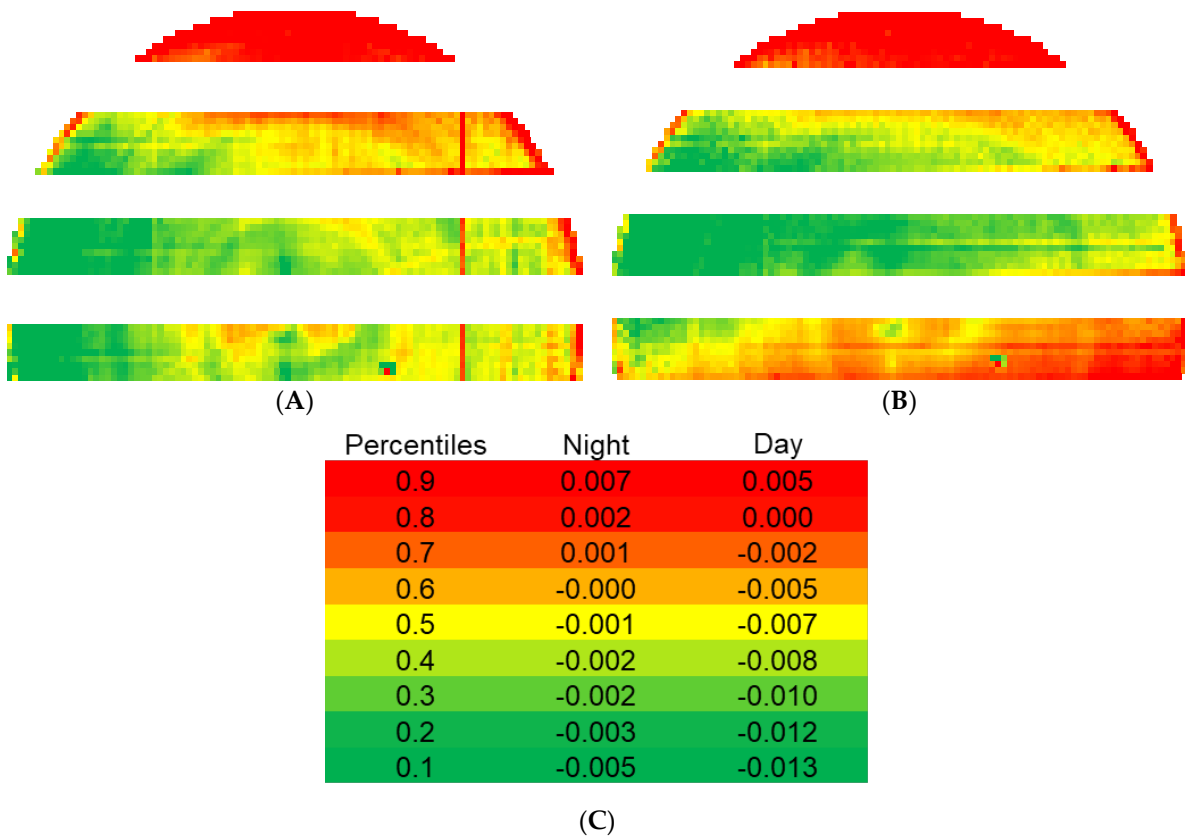 (A)
(B)
Percentiles Night Day
0.9 0.007 0.005
0.8 0.002 0.000
0.7 0.001 -0.002
0.6 -0.000 -0.005
0.5 -0.001 -0.007
0.4 -0.002 -0.008
0.3 -0.002 -0.010
0.2 -0.003 -0.012
0.1 -0.005 -0.013
(C)